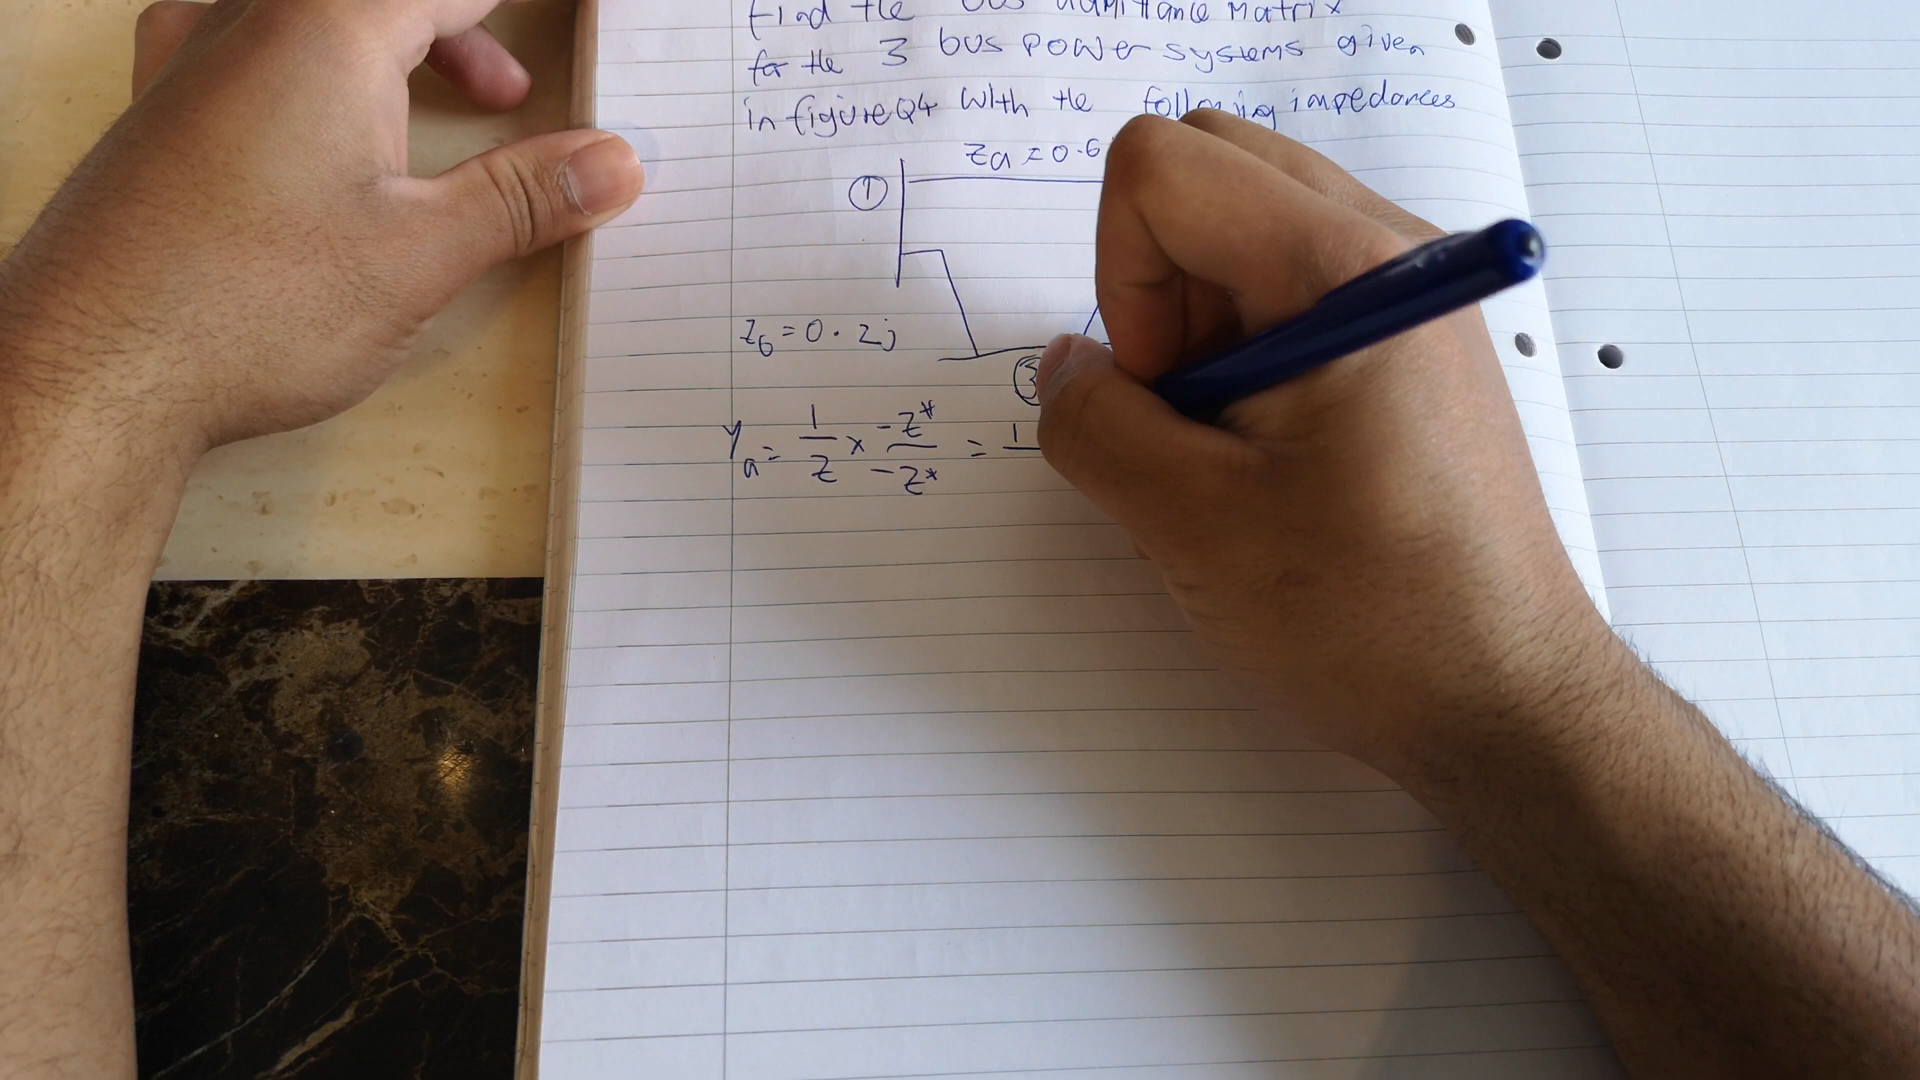 Find the bus admittance Matrix
for the 3 bus power systems given
in figure Q4 with the following impedances
Za = 0.6
①
Z6 = 0.2j
③
Ya = 1/Z x -Z*/-Z* = 1